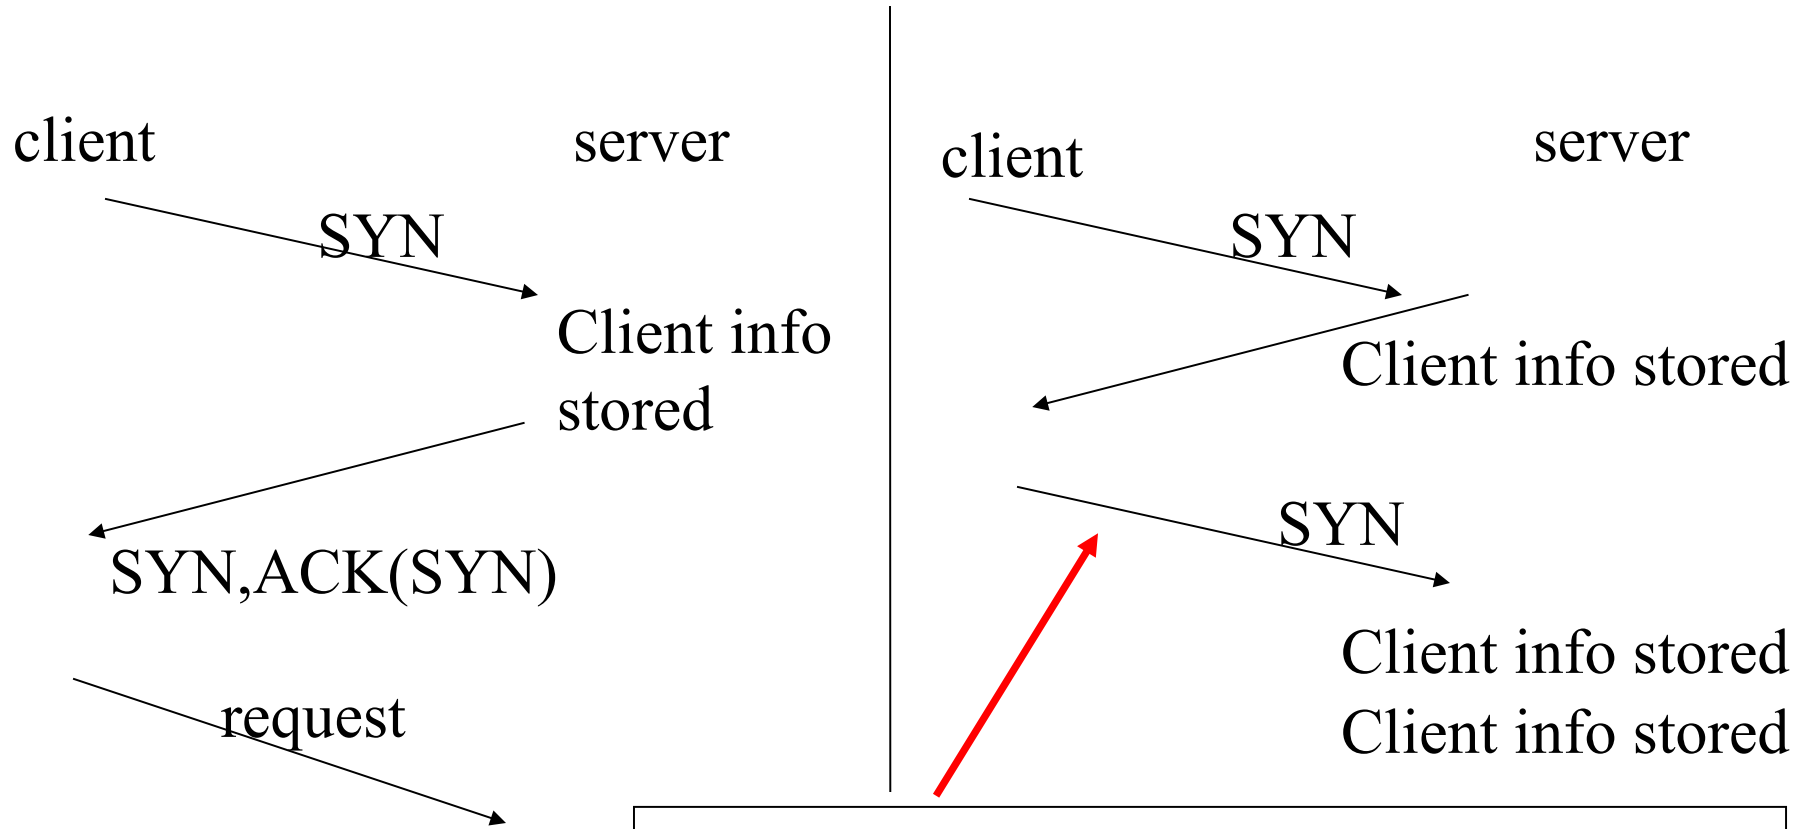 client
server
SYN
Client info
stored
SYN,ACK(SYN)
request
client
server
SYN
Client info stored
SYN
Client info stored
Client info stored